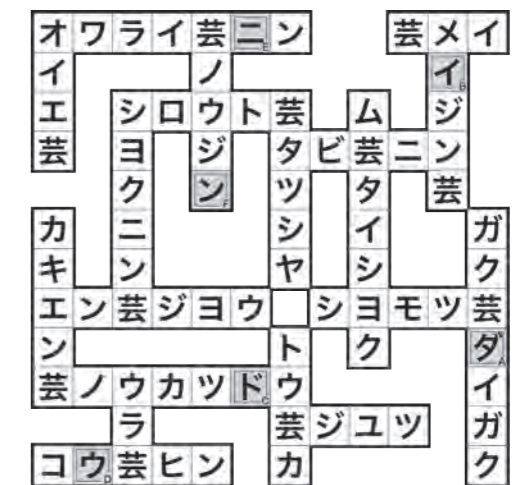 オワライ芸ニン 芸メイ
イ ノ イ
エ シロウト芸 ム ジ
芸 ヨ ジ タビ芸ニン
ク ン ツ タ 芸
カ ニ シ イ ガ
キ ン ヤ シ ク
エン芸ジヨウ シヨモツ芸
ン ト ク ダ
芸ノウカツドウ イ
ラ 芸ジユツ ガ
コウ芸ヒン カ ク